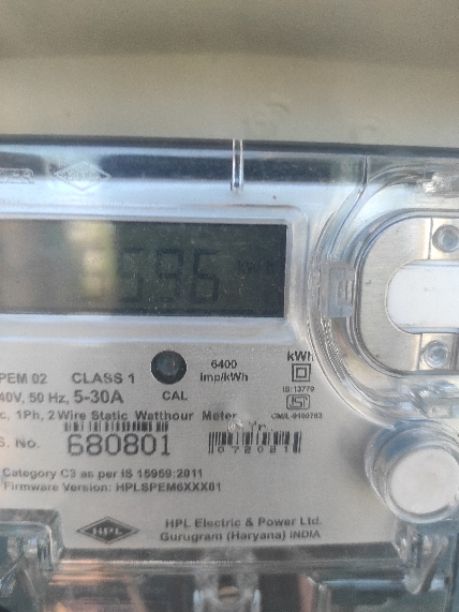 596 kWh
PEM 02 CLASS 1 6400 imp/kWh kWh
40V, 50 Hz, 5-30A CAL IS:13779
c, 1Ph, 2 Wire Static Watthour Meter
S. No. 680801 072021
Category C3 as per IS 15959:2011
Firmware Version: HPLSPEM6XXX01
HPL HPL Electric & Power Ltd.
Gurugram (Haryana) INDIA